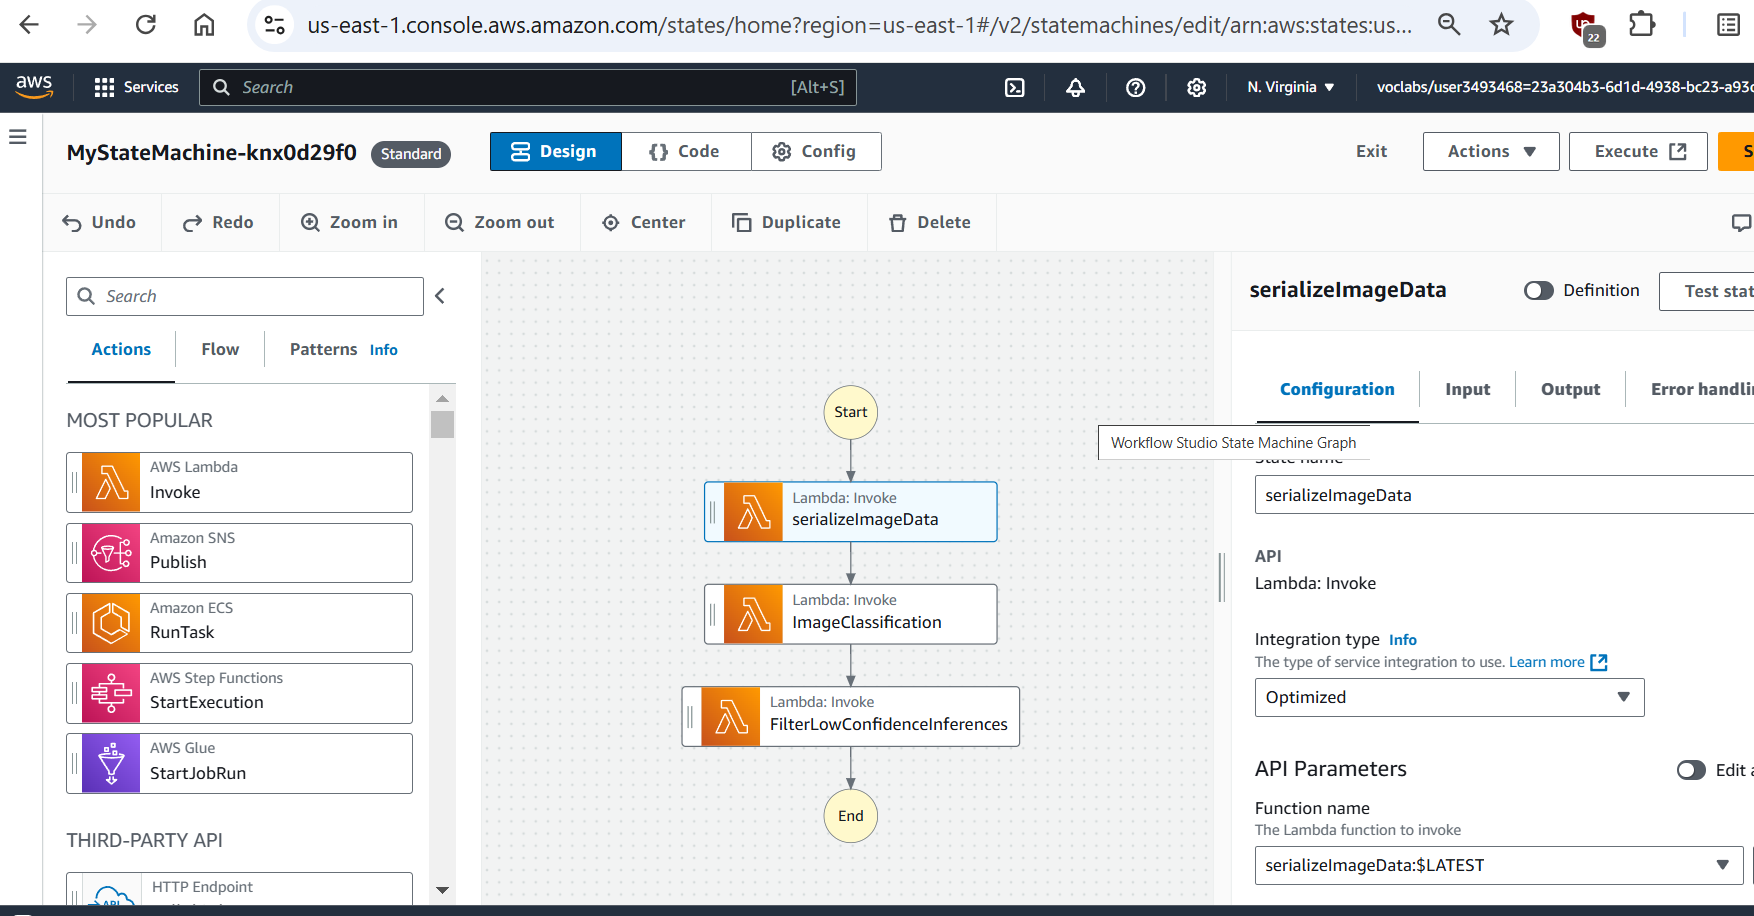 us-east-1.console.aws.amazon.com/states/home?region=us-east-1#/v2/statemachines/edit/arn:aws:states:us...
22
aws
Services
Search
[Alt+S]
N. Virginia
voclabs/user3493468=23a304b3-6d1d-4938-bc23-a93c
MyStateMachine-knx0d29f0
Standard
Design
{} Code
Config
Exit
Actions
Execute
S
Undo
Redo
Zoom in
Zoom out
Center
Duplicate
Delete
Search
Actions
Flow
Patterns Info
MOST POPULAR
AWS Lambda
Invoke
Amazon SNS
Publish
Amazon ECS
RunTask
AWS Step Functions
StartExecution
AWS Glue
StartJobRun
THIRD-PARTY API
HTTP Endpoint
API
Start
Lambda: Invoke
serializeImageData
Lambda: Invoke
ImageClassification
Lambda: Invoke
FilterLowConfidenceInferences
End
Workflow Studio State Machine Graph
serializeImageData
Definition
Test stat
Configuration
Input
Output
Error handlin
State name
serializeImageData
API
Lambda: Invoke
Integration type Info
The type of service integration to use. Learn more
Optimized
API Parameters
Edit a
Function name
The Lambda function to invoke
serializeImageData:$LATEST